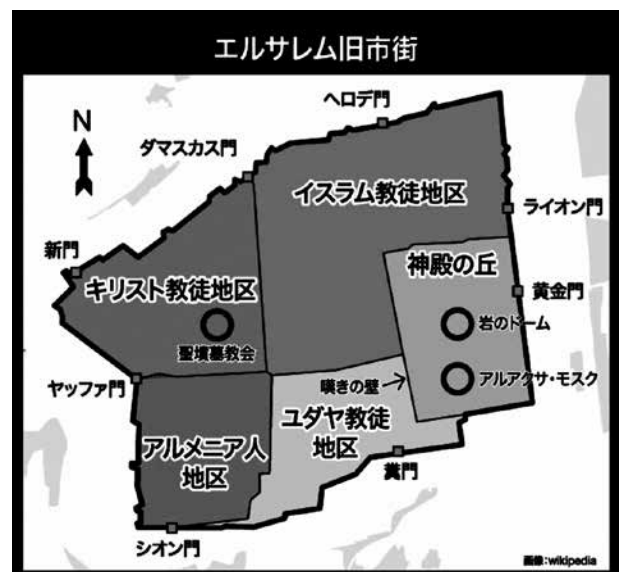 エルサレム旧市街
N
ヘロデ門
ダマスカス門
イスラム教徒地区
ライオン門
新門
神殿の丘
キリスト教徒地区
黄金門
岩のドーム
聖墳墓教会
ヤッファ門
嘆きの壁
アルアクサ・モスク
ユダヤ教徒
地区
アルメニア人
地区
糞門
シオン門
画像:wikipedia